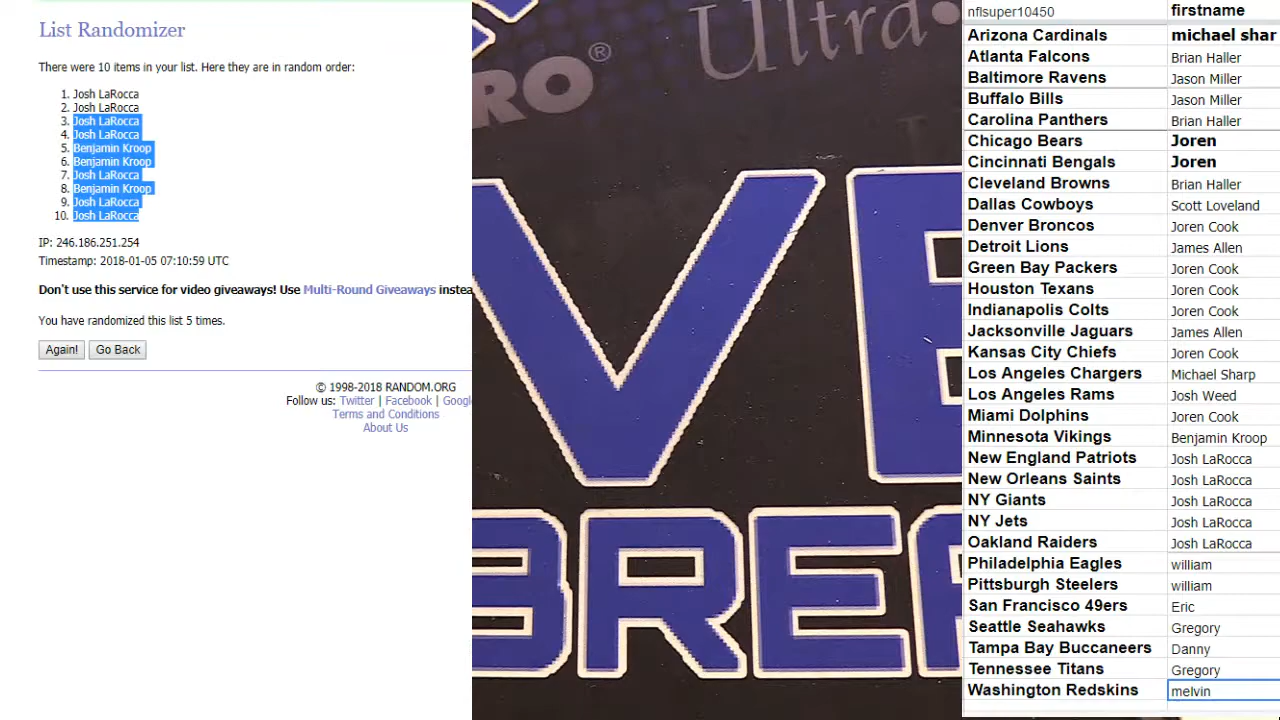 List Randomizer
There were 10 items in your list. Here they are in random order:
1. Josh LaRocca
2. Josh LaRocca
3. Josh LaRocca
4. Josh LaRocca
5. Benjamin Kroop
6. Benjamin Kroop
7. Josh LaRocca
8. Benjamin Kroop
9. Josh LaRocca
10. Josh LaRocca
IP: 246.186.251.254
Timestamp: 2018-01-05 07:10:59 UTC
Don't use this service for video giveaways! Use Multi-Round Giveaways instea
You have randomized this list 5 times.
Again! Go Back
© 1998-2018 RANDOM.ORG
Follow us: Twitter | Facebook | Google
Terms and Conditions
About Us
Ultra
RO®
VE
BREA
nflsuper10450 firstname
Arizona Cardinals michael shar
Atlanta Falcons Brian Haller
Baltimore Ravens Jason Miller
Buffalo Bills Jason Miller
Carolina Panthers Brian Haller
Chicago Bears Joren
Cincinnati Bengals Joren
Cleveland Browns Brian Haller
Dallas Cowboys Scott Loveland
Denver Broncos Joren Cook
Detroit Lions James Allen
Green Bay Packers Joren Cook
Houston Texans Joren Cook
Indianapolis Colts Joren Cook
Jacksonville Jaguars James Allen
Kansas City Chiefs Joren Cook
Los Angeles Chargers Michael Sharp
Los Angeles Rams Josh Weed
Miami Dolphins Joren Cook
Minnesota Vikings Benjamin Kroop
New England Patriots Josh LaRocca
New Orleans Saints Josh LaRocca
NY Giants Josh LaRocca
NY Jets Josh LaRocca
Oakland Raiders Josh LaRocca
Philadelphia Eagles william
Pittsburgh Steelers william
San Francisco 49ers Eric
Seattle Seahawks Gregory
Tampa Bay Buccaneers Danny
Tennessee Titans Gregory
Washington Redskins melvin